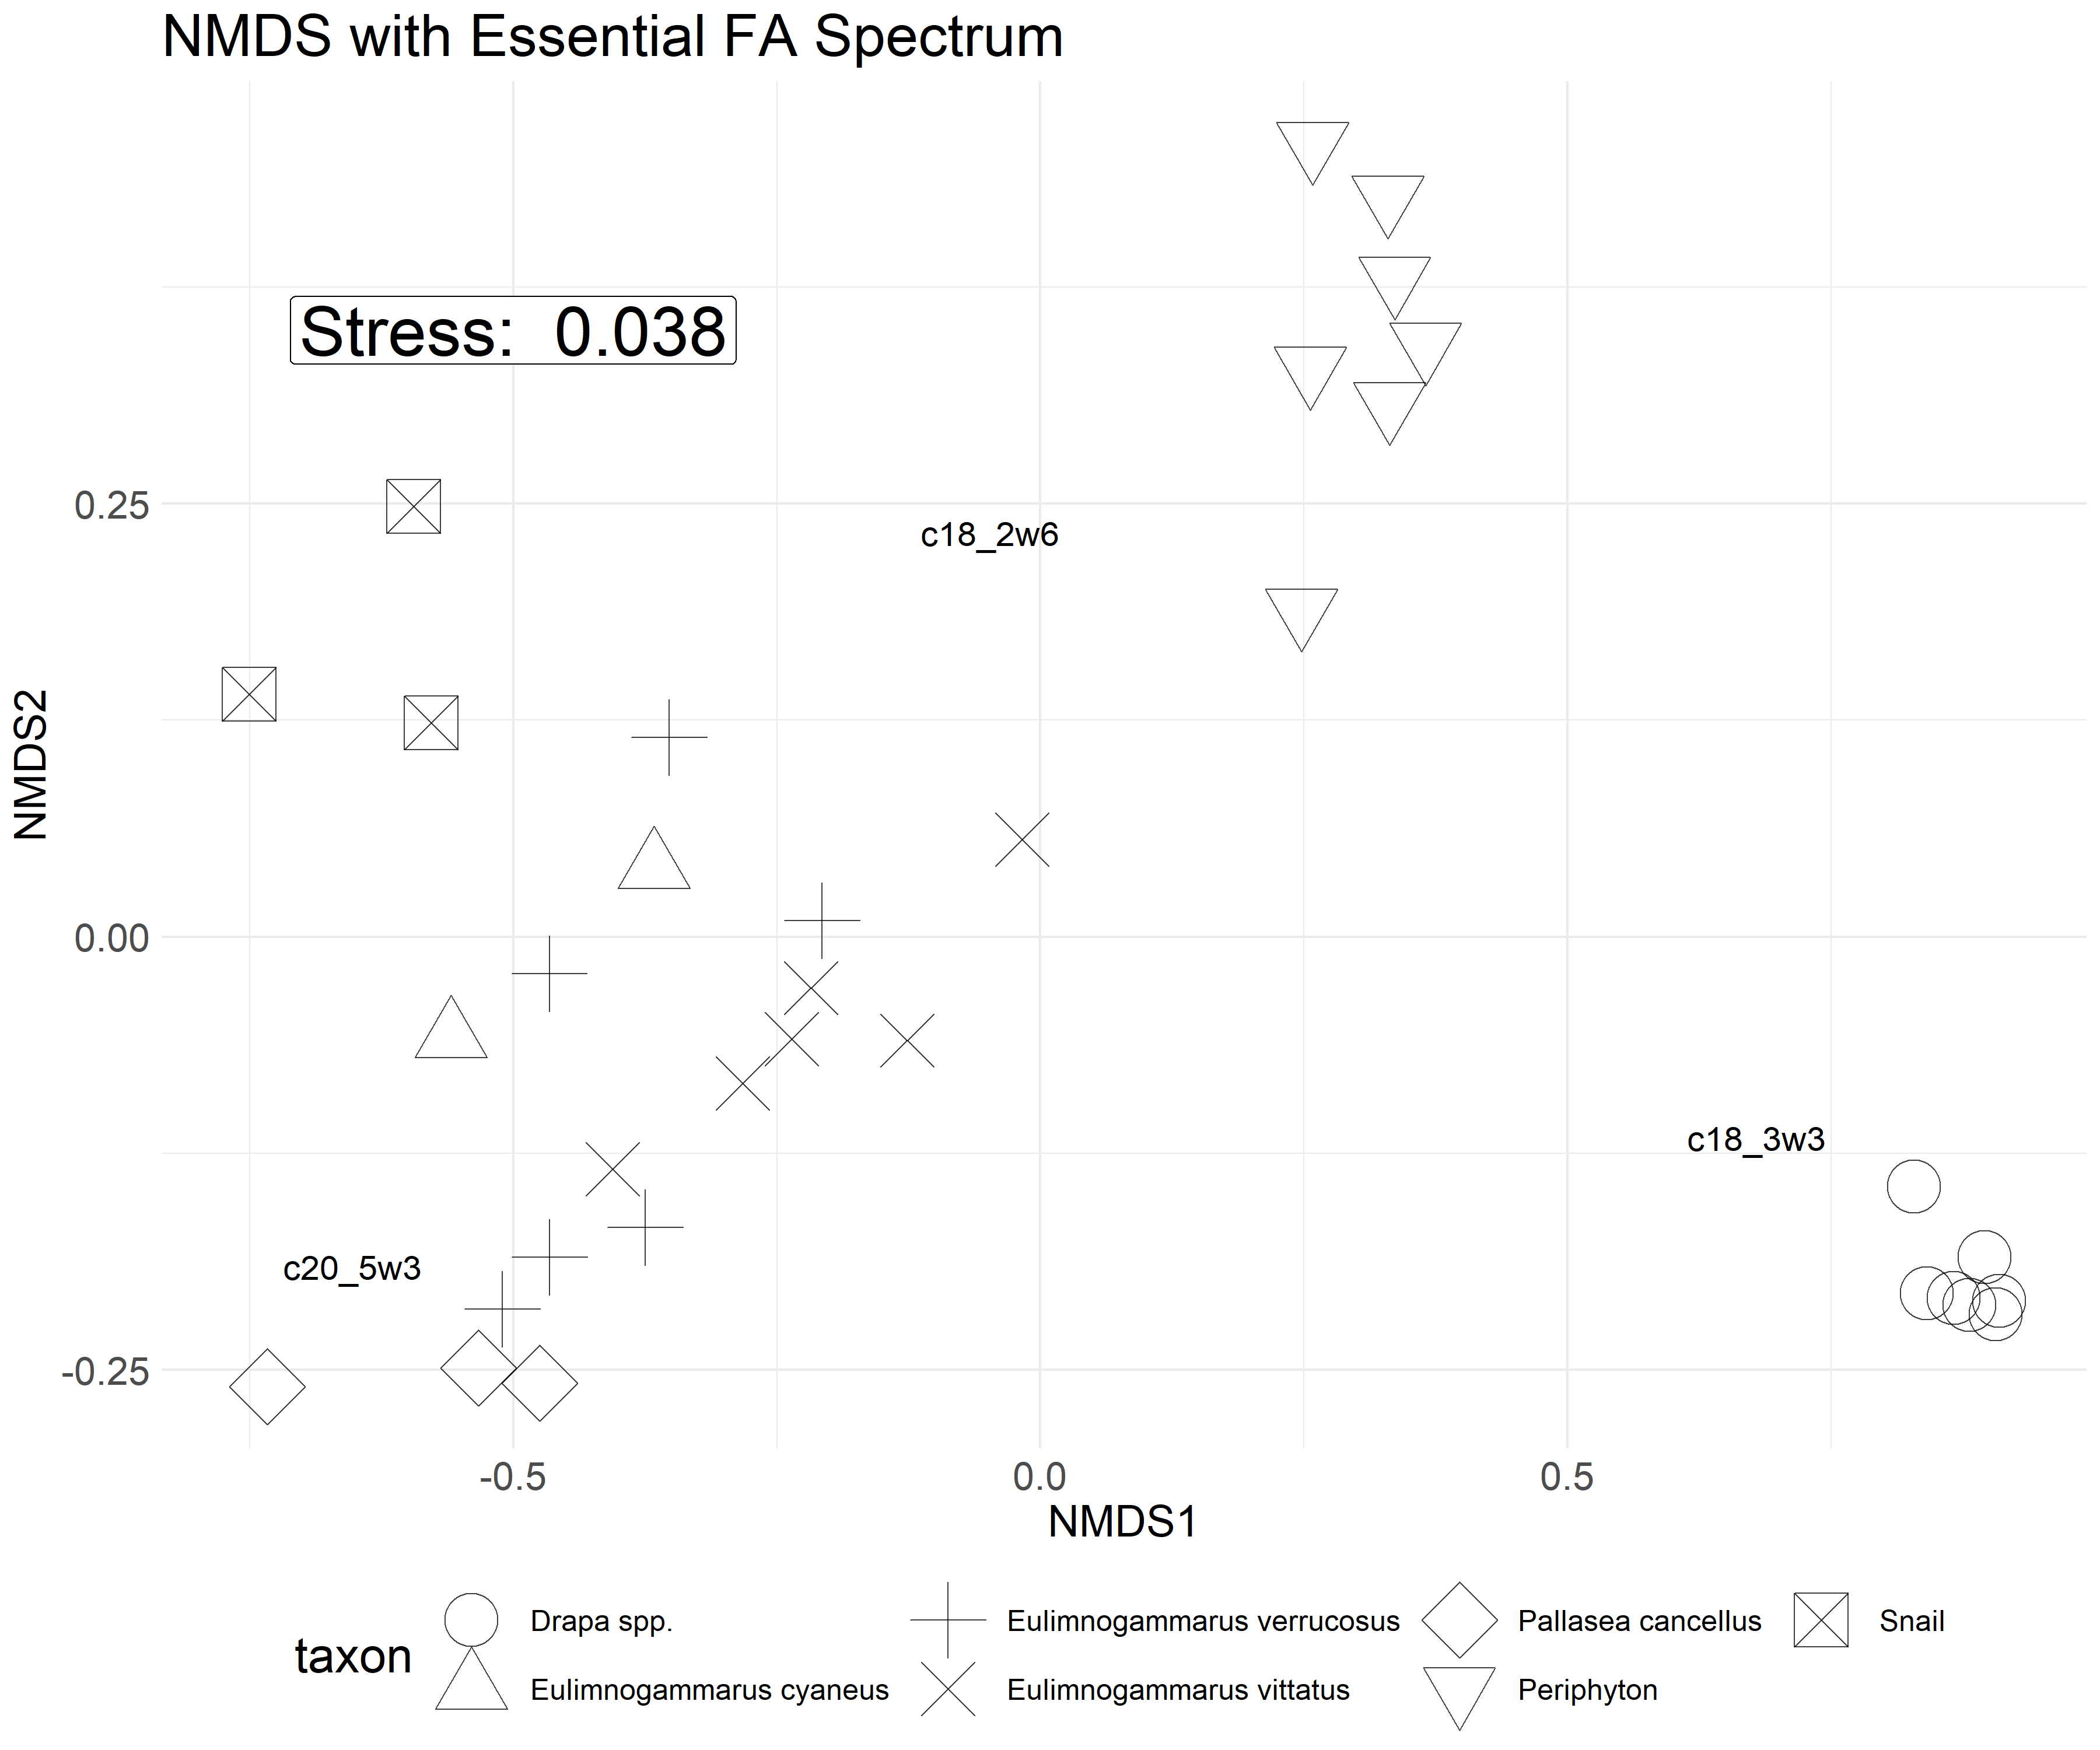 NMDS with Essential FA Spectrum
Stress:  0.038
0.25
c18_2w6
NMDS2
0.00
c18_3w3
c20_5w3
-0.25
-0.5
0.0
0.5
NMDS1
taxon
Drapa spp.
Eulimnogammarus verrucosus
Pallasea cancellus
Snail
Eulimnogammarus cyaneus
Eulimnogammarus vittatus
Periphyton